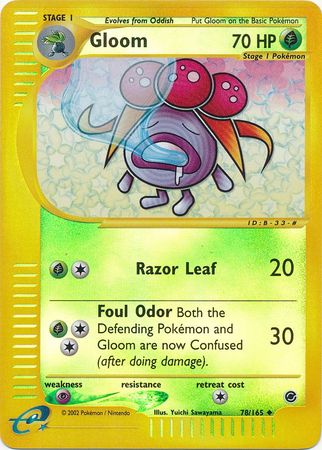 STAGE 1
Evolves from Oddish
Put Gloom on the Basic Pokémon
Gloom
70 HP
Stage 1 Pokémon
ID:B-33-#
Razor Leaf 20
Foul Odor Both the
Defending Pokémon and
Gloom are now Confused
(after doing damage).
30
weakness
resistance
retreat cost
e
© 2002 Pokémon / Nintendo
Illus. Yuichi Sawayama
78/165